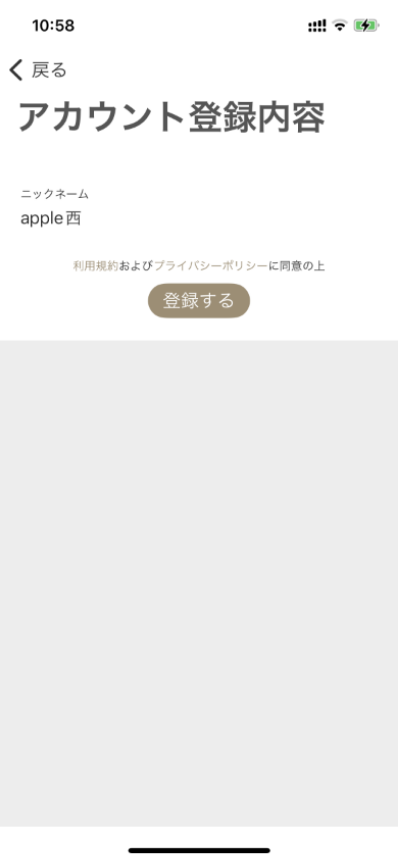 10:58
戻る
アカウント登録内容
ニックネーム
apple西
利用規約およびプライバシーポリシーに同意の上
登録する